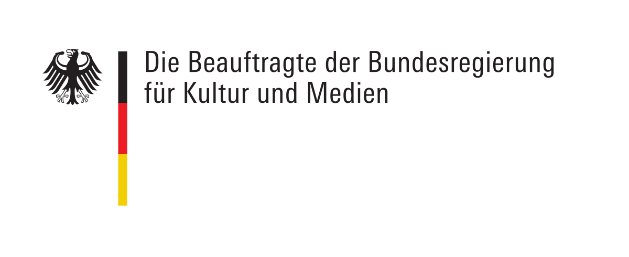 Die Beauftragte der Bundesregierung
für Kultur und Medien